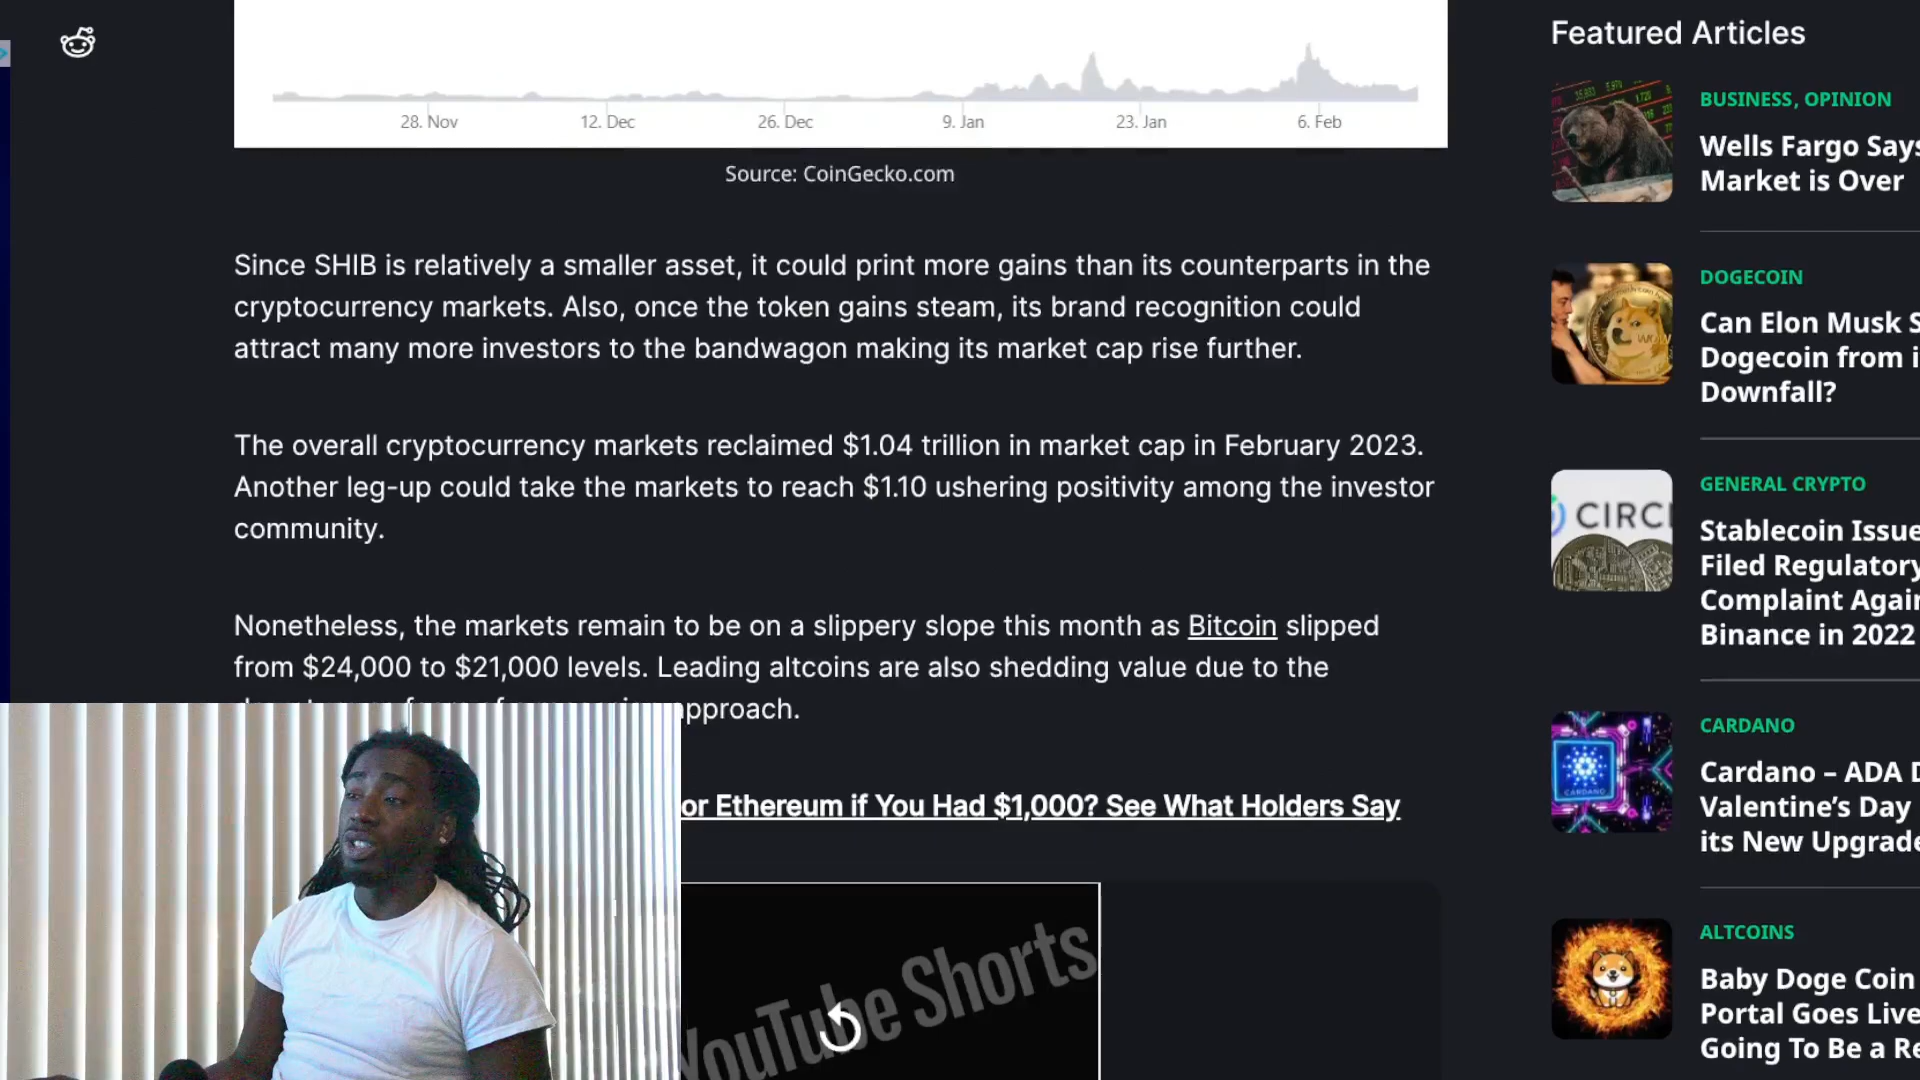 28. Nov 12. Dec 26. Dec 9. Jan 23. Jan 6. Feb
Source: CoinGecko.com
Since SHIB is relatively a smaller asset, it could print more gains than its counterparts in the
cryptocurrency markets. Also, once the token gains steam, its brand recognition could
attract many more investors to the bandwagon making its market cap rise further.
The overall cryptocurrency markets reclaimed $1.04 trillion in market cap in February 2023.
Another leg-up could take the markets to reach $1.10 ushering positivity among the investor
community.
Nonetheless, the markets remain to be on a slippery slope this month as Bitcoin slipped
from $24,000 to $21,000 levels. Leading altcoins are also shedding value due to the
approach.
or Ethereum if You Had $1,000? See What Holders Say
YouTube Shorts
Featured Articles
BUSINESS, OPINION
Wells Fargo Says
Market is Over
DOGECOIN
Can Elon Musk S
Dogecoin from i
Downfall?
GENERAL CRYPTO
CIRC
Stablecoin Issue
Filed Regulatory
Complaint Again
Binance in 2022
CARDANO
CARDANO
Cardano – ADA D
Valentine's Day
its New Upgrade
ALTCOINS
Baby Doge Coin
Portal Goes Live
Going To Be a Re